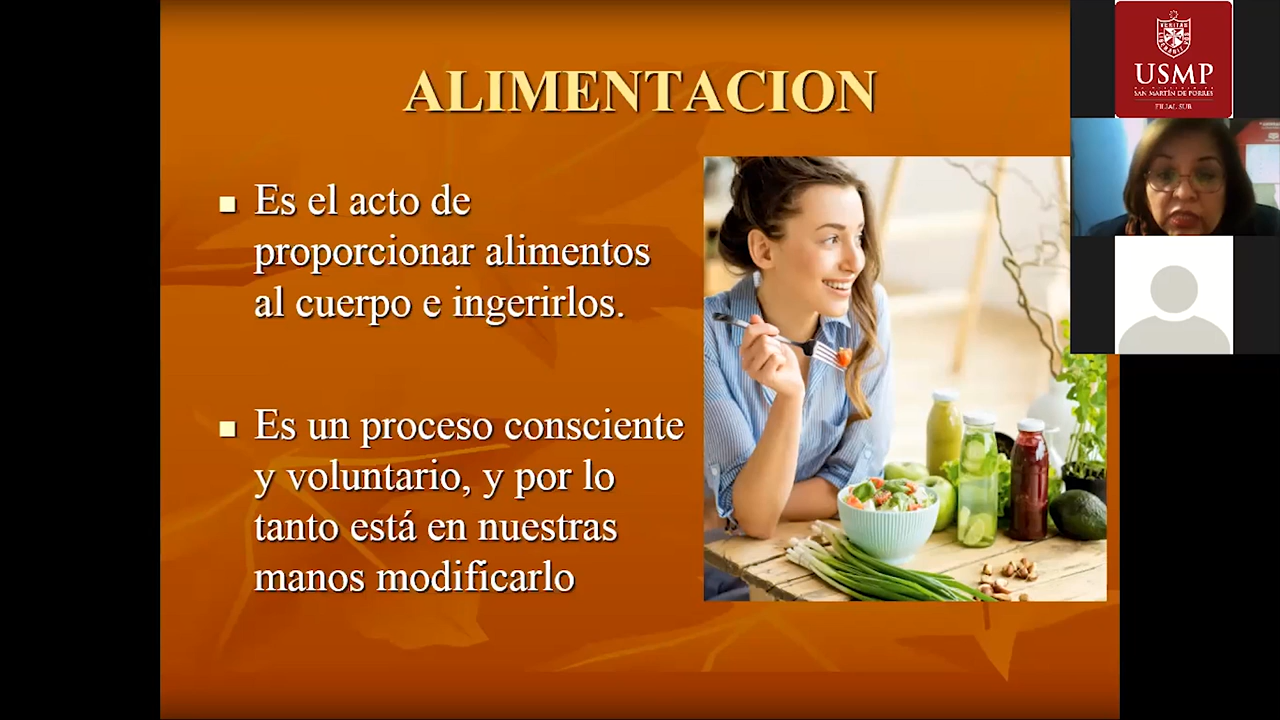 ALIMENTACION
Es el acto de
proporcionar alimentos
al cuerpo e ingerirlos.
Es un proceso consciente
y voluntario, y por lo
tanto está en nuestras
manos modificarlo
USMP
SAN MARTÍN DE PORRES
FILIAL SUR